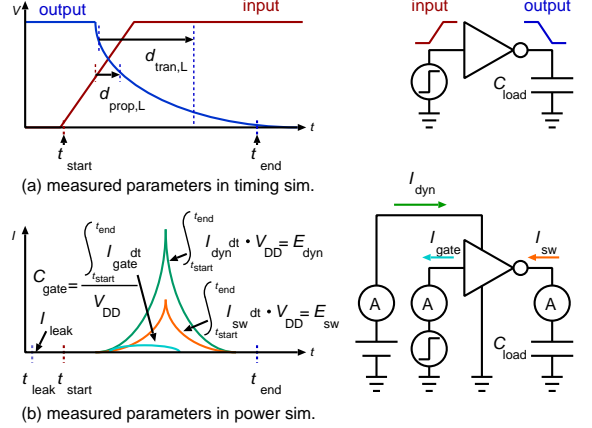 V output input input output
d tran,L
d prop,L
C load
t
t start t end
(a) measured parameters in timing sim.
I dyn
I
∫ t start t end I gate dt
C gate = V DD
∫ t start t end I dyn dt • V DD = E dyn
∫ t start t end I sw dt • V DD = E sw
I leak
t
t leak t start t end
I gate I sw
A A A
C load
(b) measured parameters in power sim.